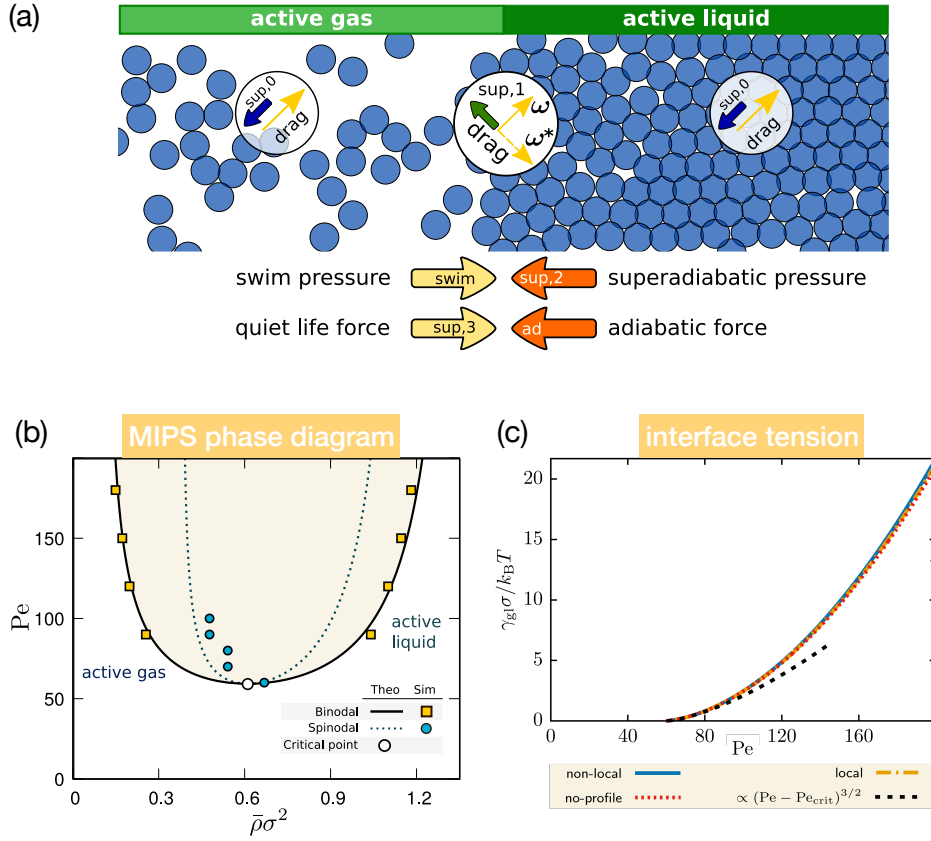 (a)
active gas active liquid
sup,0 drag
sup,1 drag ω ω*
sup,0 drag
swim pressure swim sup,2 superadiabatic pressure
quiet life force sup,3 ad adiabatic force
(b) MIPS phase diagram
Pe
150
100
50
0
0 0.3 0.6 0.9 1.2
ρ̄σ²
active gas
active
liquid
Theo Sim
Binodal
Spinodal
Critical point
(c) interface tension
γ_gl σ/k_B T
20
15
10
5
0
0 40 80 120 160
Pe
non-local local
no-profile ∝ (Pe − Pe_crit)^{3/2}